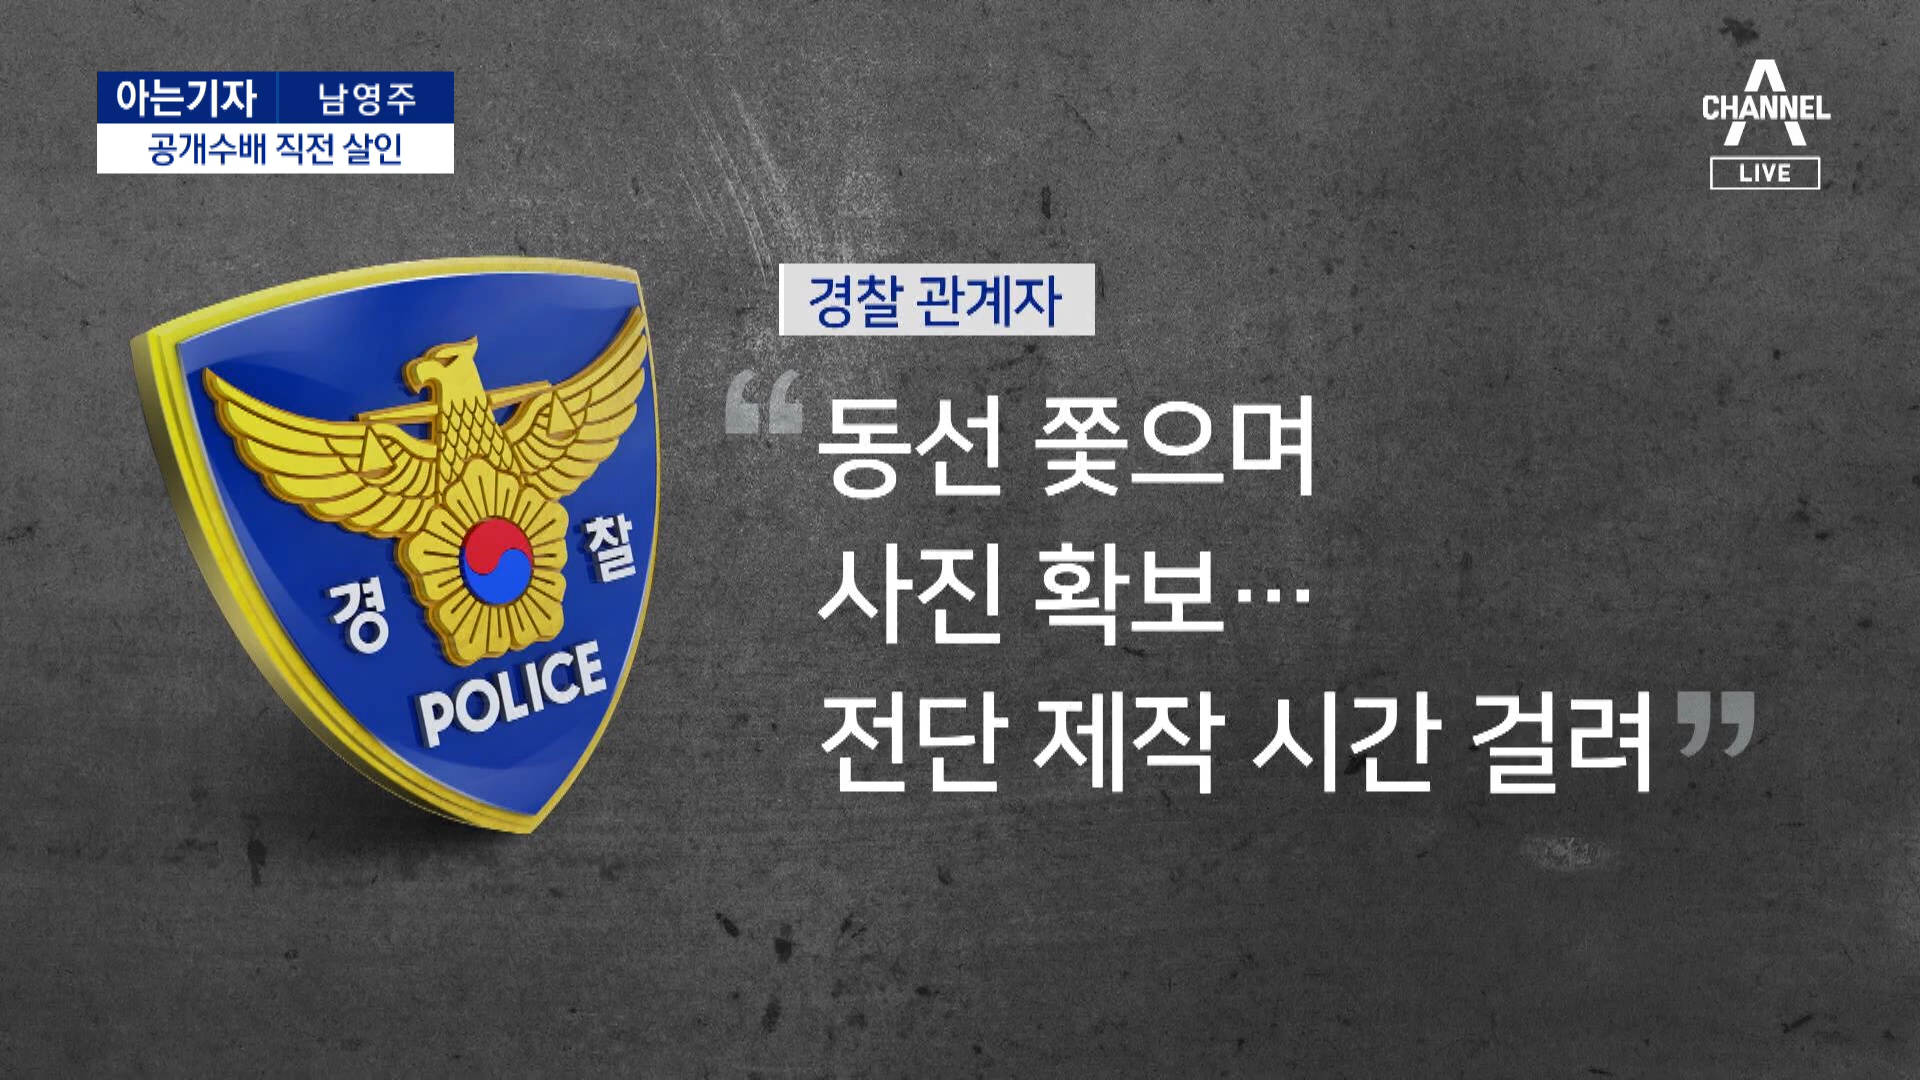 아는기자 남영주
공개수배 직전 살인
CHANNEL A
LIVE
경찰 관계자
“동선 쫓으며
사진 확보…
전단 제작 시간 걸려”
경찰
POLICE